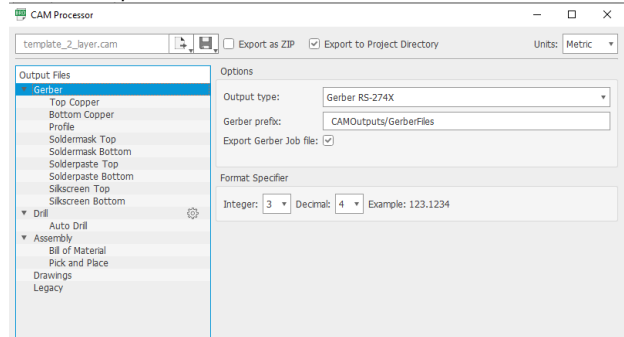 CAM Processor
template_2_layer.cam Export as ZIP Export to Project Directory Units: Metric
Output Files
Gerber
Top Copper
Bottom Copper
Profile
Soldermask Top
Soldermask Bottom
Solderpaste Top
Solderpaste Bottom
Silkscreen Top
Silkscreen Bottom
Drill
Auto Drill
Assembly
Bill of Material
Pick and Place
Drawings
Legacy
Options
Output type: Gerber RS-274X
Gerber prefix: CAMOutputs/GerberFiles
Export Gerber Job file:
Format Specifier
Integer: 3 Decimal: 4 Example: 123.1234